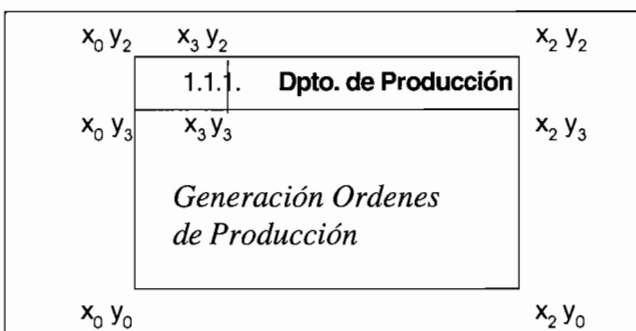 x₀ y₂ x₃ y₂ x₂ y₂
1.1.1. Dpto. de Producción
x₀ y₃ x₃ y₃ x₂ y₃
Generación Ordenes
de Producción
x₀ y₀ x₂ y₀